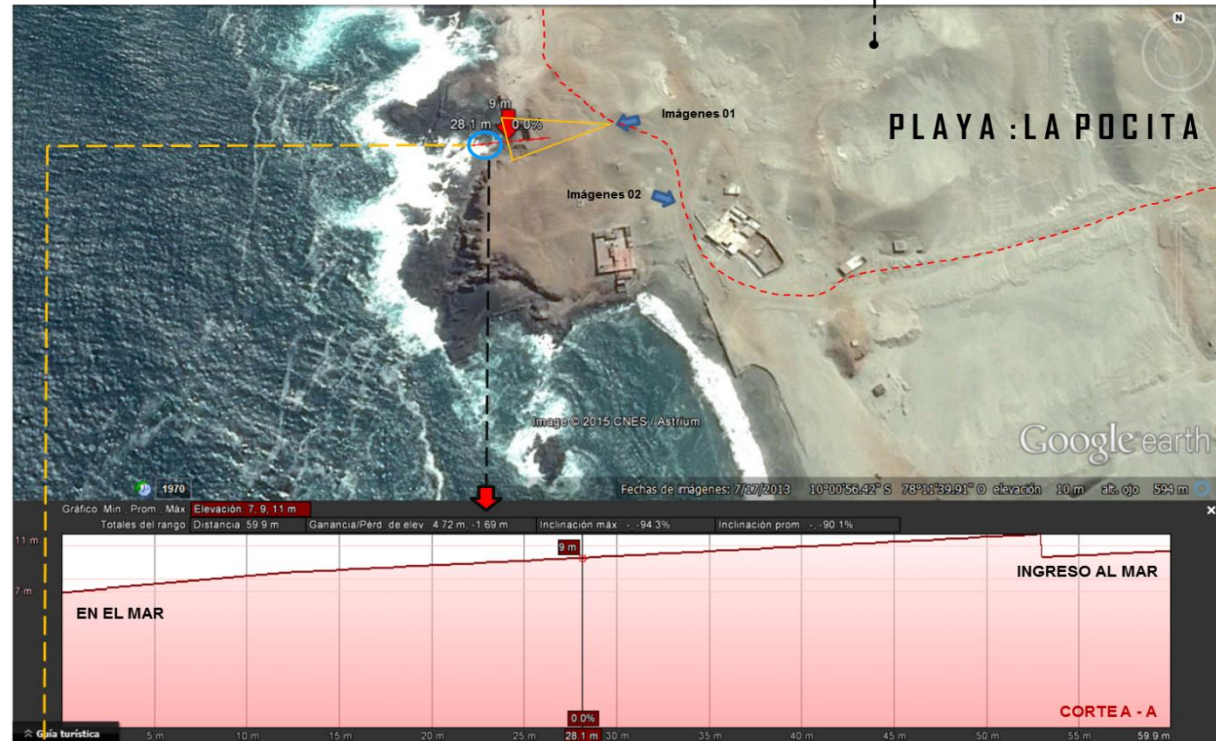 N
9 m
28.1 m 0.0%
Imágenes 01
PLAYA :LA POCITA
Imágenes 02
Image © 2015 CNES / Astrium
Google earth
1970
Fechas de imágenes: 7/17/2013 10°00'56.42" S 78°11'39.91" O elevación 10 m alt. ojo 594 m
Gráfico Min , Prom , Máx Elevación 7, 9, 11 m
Totales del rango Distancia 59.9 m Ganancia/Pérd de elev 4.72 m, -1.69 m Inclinación máx -,-94.3% Inclinación prom -,-90.1%
11 m
9 m
INGRESO AL MAR
7 m
EN EL MAR
CORTE A - A
0.0%
Guía turística 5 m 10 m 15 m 20 m 25 m 28.1 m 30 m 35 m 40 m 45 m 50 m 55 m 59.9 m